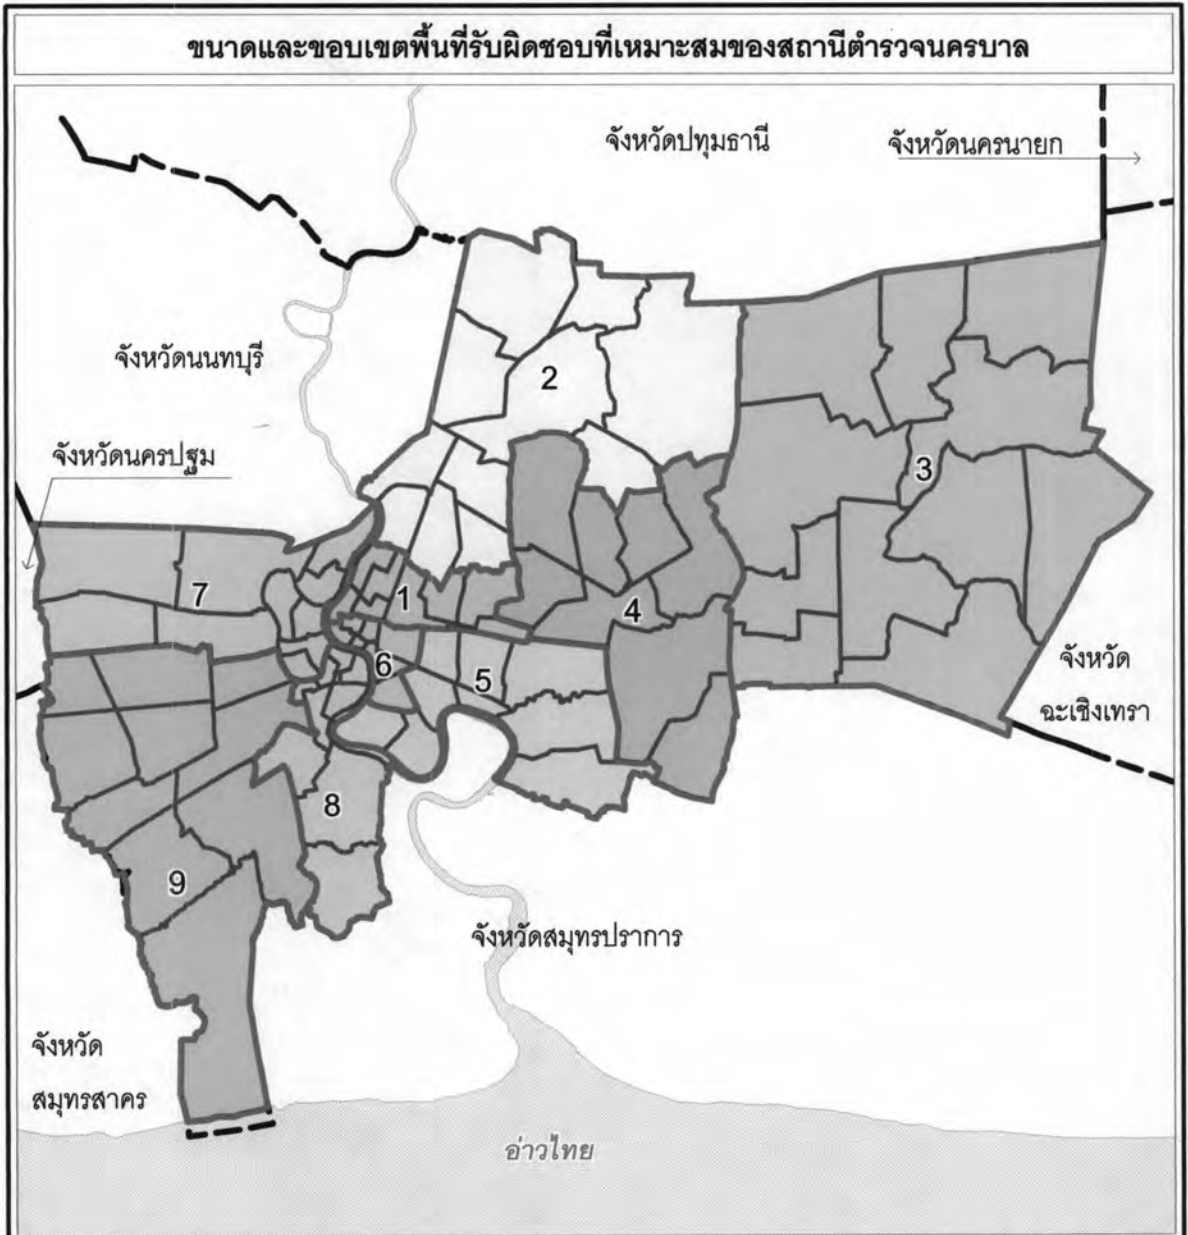 ขนาดและขอบเขตพื้นที่รับผิดชอบที่เหมาะสมของสถานีตำรวจนครบาล
จังหวัดปทุมธานี
จังหวัดนครนายก
จังหวัดนนทบุรี
2
จังหวัดนครปฐม
3
7
1
4
6
5
จังหวัด
ฉะเชิงเทรา
8
9
จังหวัดสมุทรปราการ
จังหวัด
สมุทรสาคร
อ่าวไทย